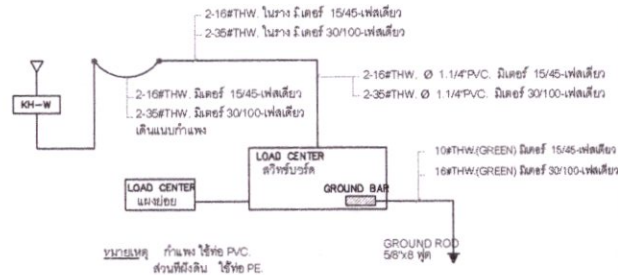 2-16#THW. ในราง มิเตอร์ 15/45-เฟสเดียว
2-35#THW. ในราง มิเตอร์ 30/100-เฟสเดียว
KH-W
2-16#THW. มิเตอร์ 15/45-เฟสเดียว
2-35#THW. มิเตอร์ 30/100-เฟสเดียว
เดินแนบกำแพง
2-16#THW. Ø 1.1/4"PVC. มิเตอร์ 15/45-เฟสเดียว
2-35#THW. Ø 1.1/4"PVC. มิเตอร์ 30/100-เฟสเดียว
LOAD CENTER
สวิทช์บอร์ด
GROUND BAR
10#THW.(GREEN) มิเตอร์ 15/45-เฟสเดียว
16#THW.(GREEN) มิเตอร์ 30/100-เฟสเดียว
LOAD CENTER
แผงย่อย
GROUND ROD
5/8"x8 ฟุต
หมายเหตุ กำแพง ใช้ท่อ PVC.
ส่วนที่ฝังดิน ใช้ท่อ PE.